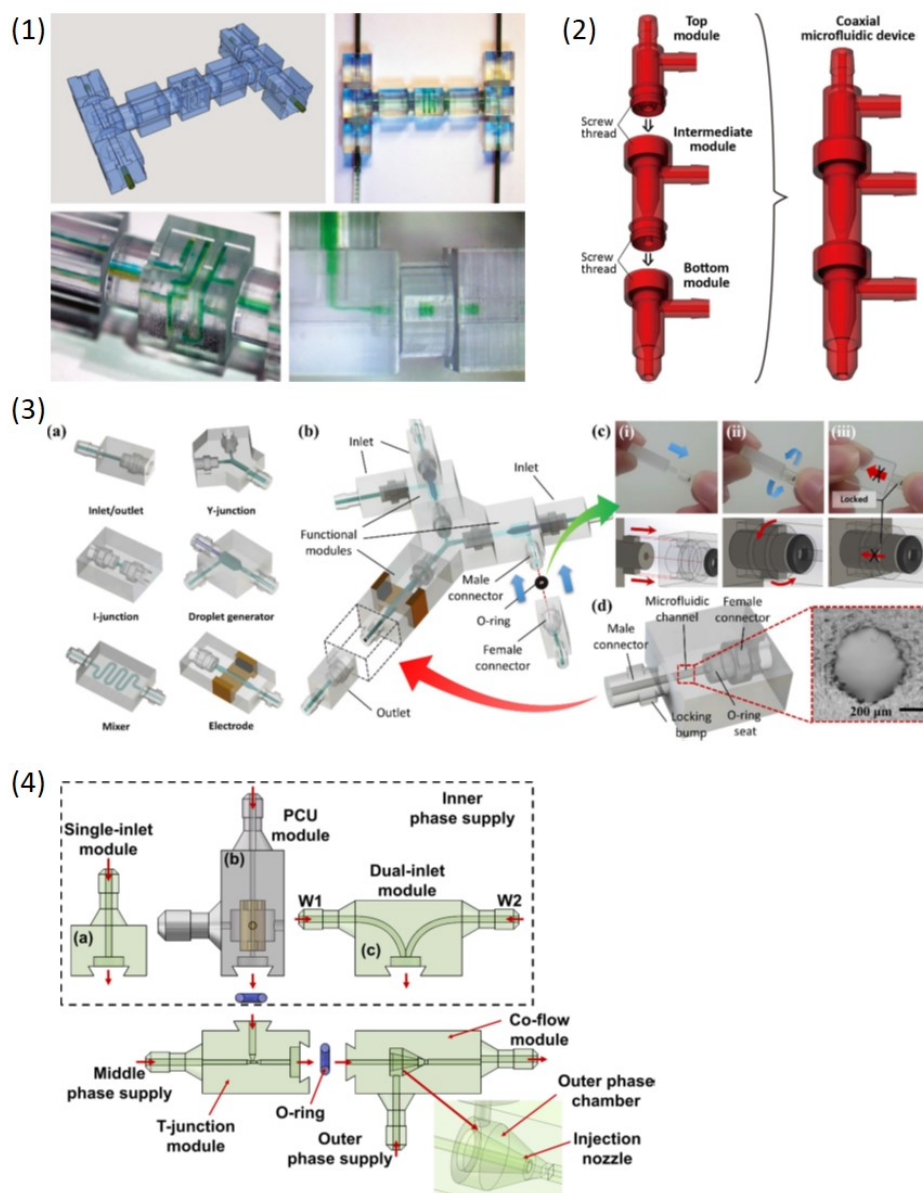 (1)
(2)
Top
module
Coaxial
microfluidic device
Screw
thread
Intermediate
module
Screw
thread
Bottom
module
(3)
(a)
Inlet/outlet
Y-junction
I-junction
Droplet generator
Mixer
Electrode
(b)
Inlet
Inlet
Functional
modules
Male
connector
O-ring
Female
connector
Outlet
(c)
(i)
(ii)
(iii)
Locked
(d)
Microfluidic
channel
Female
connector
Male
connector
Locking
bump
O-ring
seat
200 μm
(4)
Inner
phase supply
Single-inlet
module
(a)
PCU
module
(b)
Dual-inlet
module
W1
W2
(c)
Middle
phase supply
T-junction
module
O-ring
Outer
phase supply
Co-flow
module
Outer phase
chamber
Injection
nozzle